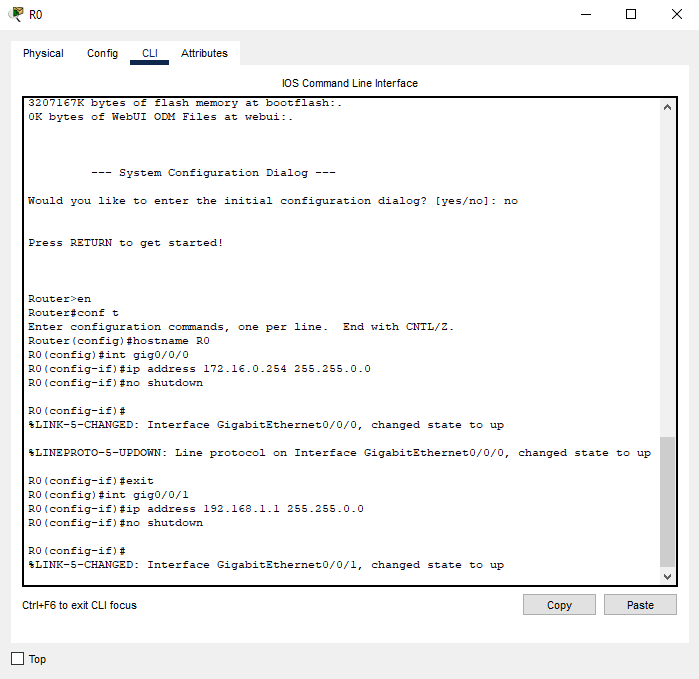 R0
Physical Config CLI Attributes
IOS Command Line Interface
3207167K bytes of flash memory at bootflash:.
0K bytes of WebUI ODM Files at webui:.
--- System Configuration Dialog ---
Would you like to enter the initial configuration dialog? [yes/no]: no
Press RETURN to get started!
Router>en
Router#conf t
Enter configuration commands, one per line.  End with CNTL/Z.
Router(config)#hostname R0
R0(config)#int gig0/0/0
R0(config-if)#ip address 172.16.0.254 255.255.0.0
R0(config-if)#no shutdown
R0(config-if)#
%LINK-5-CHANGED: Interface GigabitEthernet0/0/0, changed state to up
%LINEPROTO-5-UPDOWN: Line protocol on Interface GigabitEthernet0/0/0, changed state to up
R0(config-if)#exit
R0(config)#int gig0/0/1
R0(config-if)#ip address 192.168.1.1 255.255.0.0
R0(config-if)#no shutdown
R0(config-if)#
%LINK-5-CHANGED: Interface GigabitEthernet0/0/1, changed state to up
Ctrl+F6 to exit CLI focus
Copy Paste
Top